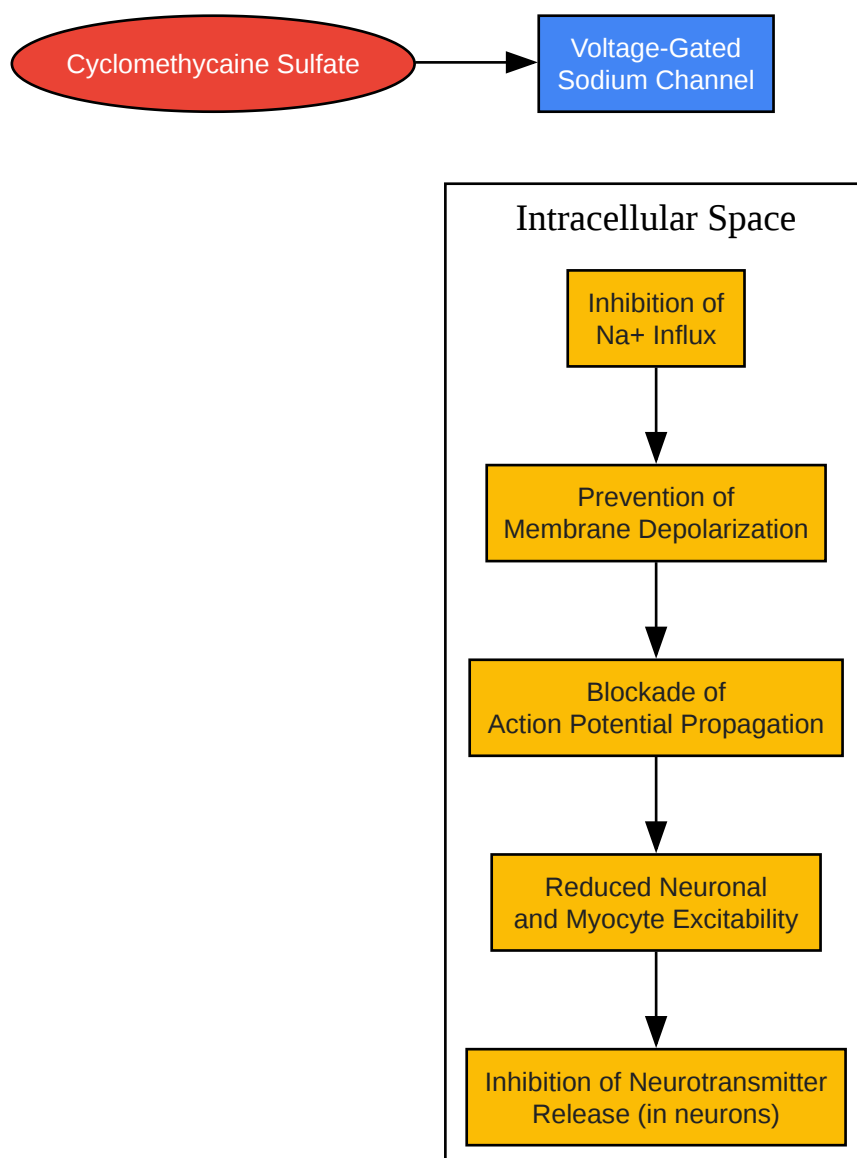 Cyclomethycaine Sulfate
Voltage-Gated
Sodium Channel
Intracellular Space
Inhibition of
Na+ Influx
Prevention of
Membrane Depolarization
Blockade of
Action Potential Propagation
Reduced Neuronal
and Myocyte Excitability
Inhibition of Neurotransmitter
Release (in neurons)